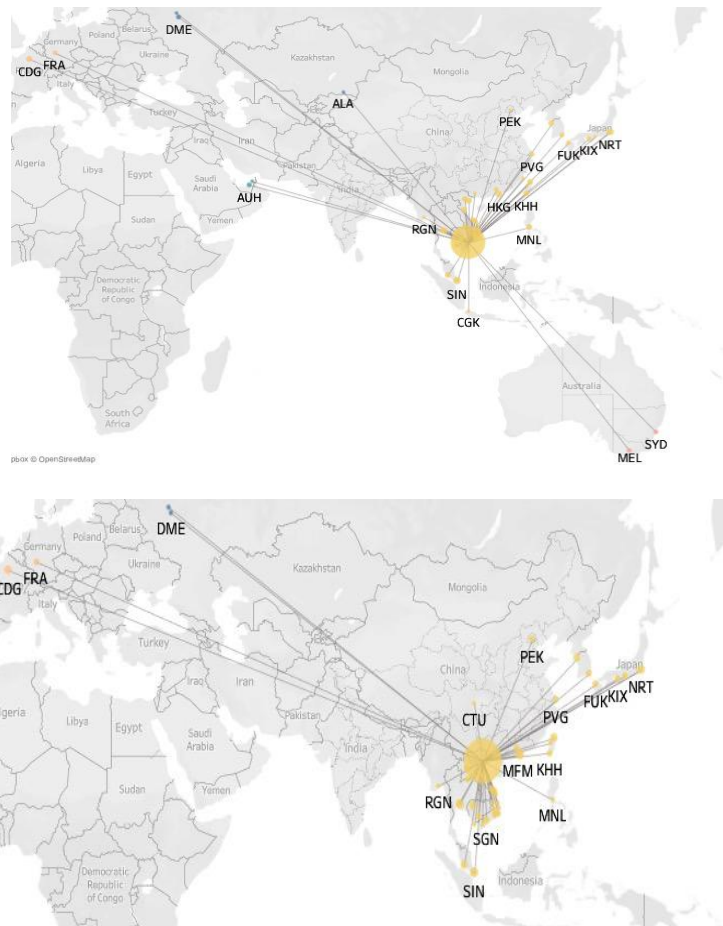 DME
Belarus
Poland
Germany
Ukraine
CDG
FRA
Italy
Kazakhstan
Mongolia
ALA
PEK
Turkey
China
Japan
NRT
KIX
FUK
PVG
Iraq
Iran
Algeria
Libya
Egypt
Pakistan
Saudi
Arabia
AUH
India
HKG
KHH
Sudan
Yemen
RGN
MNL
Democratic
Republic
of Congo
SIN
Indonesia
CGK
Australia
South
Africa
SYD
MEL
pbox © OpenStreetMap
DME
Belarus
Poland
Germany
Ukraine
CDG
FRA
Italy
Kazakhstan
Mongolia
PEK
Turkey
China
Japan
NRT
KIX
FUK
Iraq
Iran
CTU
PVG
geria
Libya
Egypt
Pakistan
Saudi
Arabia
India
MFM
KHH
Sudan
Yemen
RGN
MNL
SGN
Democratic
Republic
of Congo
SIN
Indonesia